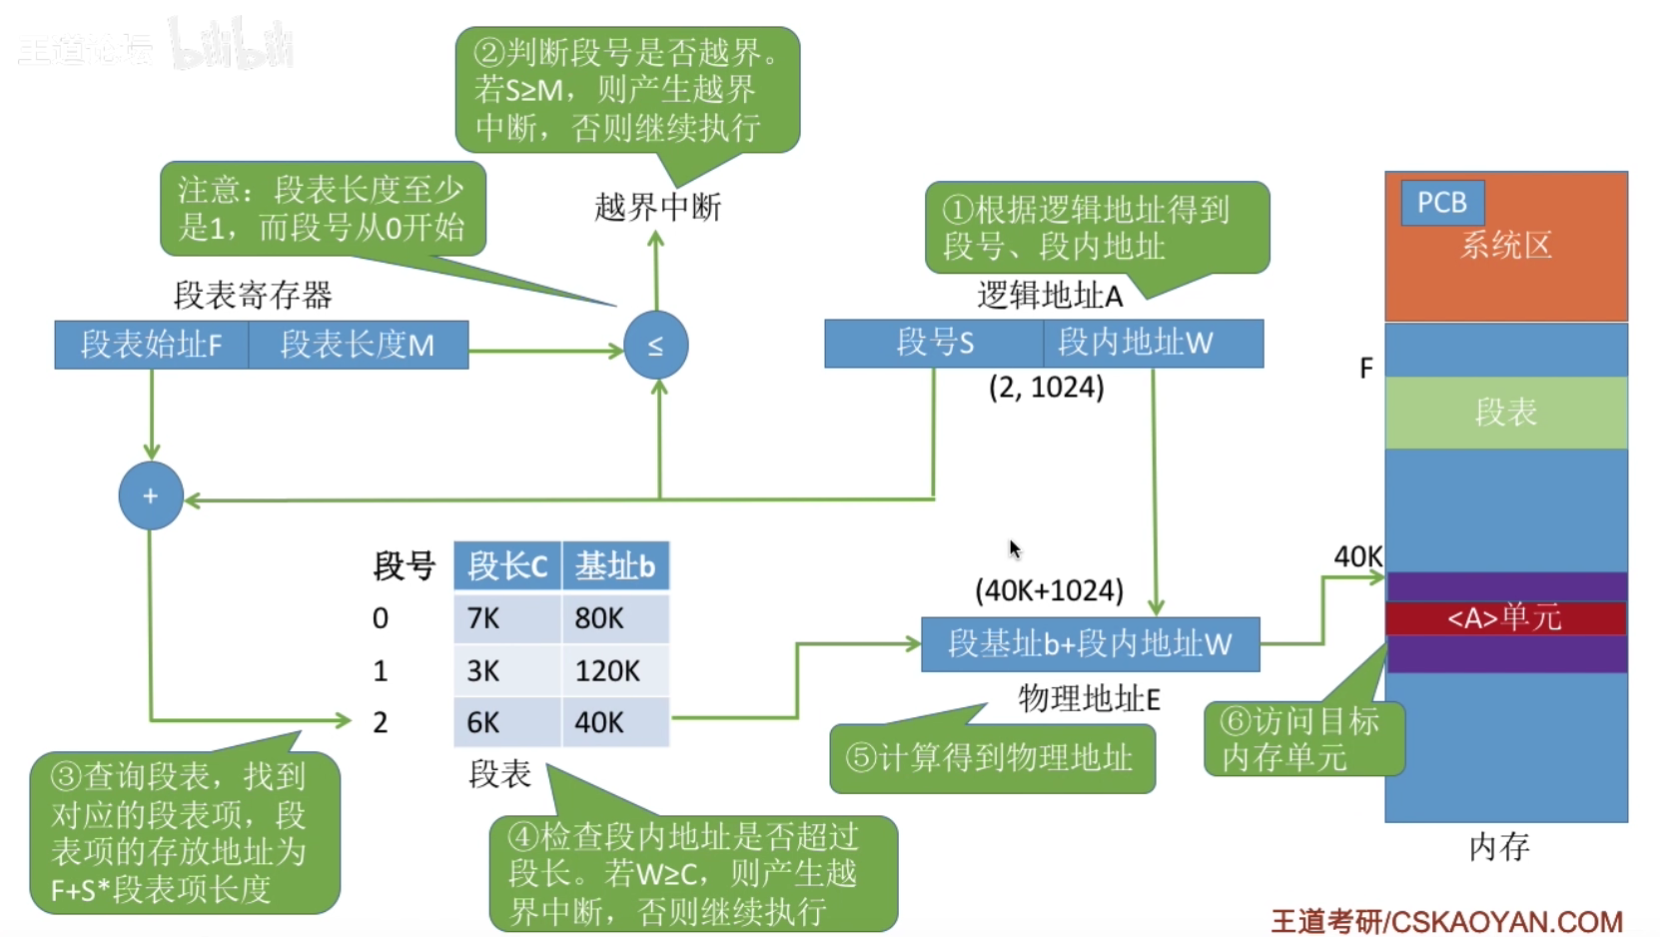 王道论坛 bilibili
②判断段号是否越界。
若S≥M，则产生越界
中断，否则继续执行
注意：段表长度至少
是1，而段号从0开始
越界中断
①根据逻辑地址得到
段号、段内地址
PCB
系统区
段表寄存器
逻辑地址A
段表始址F
段表长度M
≤
段号S
段内地址W
(2, 1024)
F
段表
+
段号
段长C
基址b
0
7K
80K
1
3K
120K
2
6K
40K
段表
(40K+1024)
段基址b+段内地址W
物理地址E
40K
<A>单元
③查询段表，找到
对应的段表项，段
表项的存放地址为
F+S*段表项长度
④检查段内地址是否超过
段长。若W≥C，则产生越
界中断，否则继续执行
⑤计算得到物理地址
⑥访问目标
内存单元
内存
王道考研/CSKAOYAN.COM